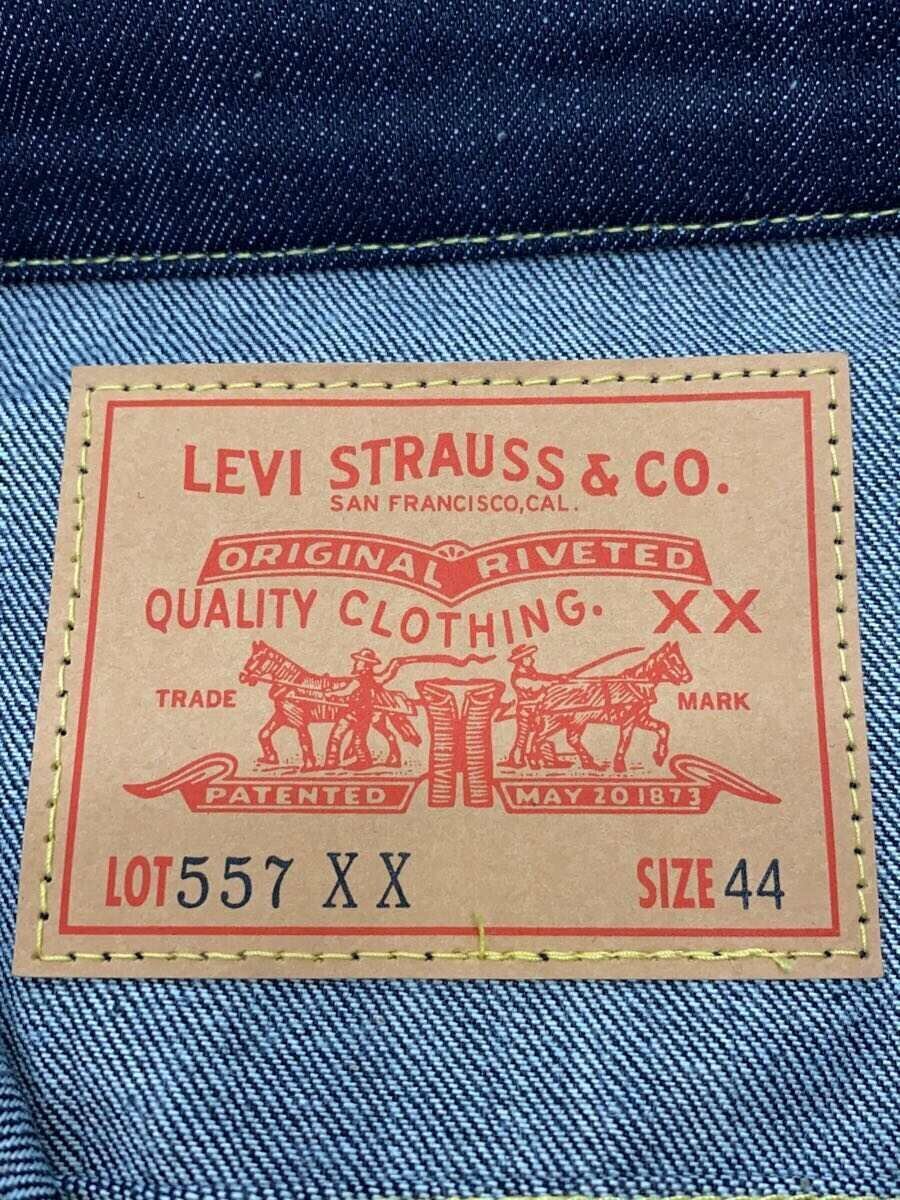 LEVI STRAUSS & CO.
SAN FRANCISCO, CAL.
ORIGINAL RIVETED
QUALITY CLOTHING. XX
TRADE MARK
PATENTED MAY 20 1873
LOT 557 XX SIZE 44